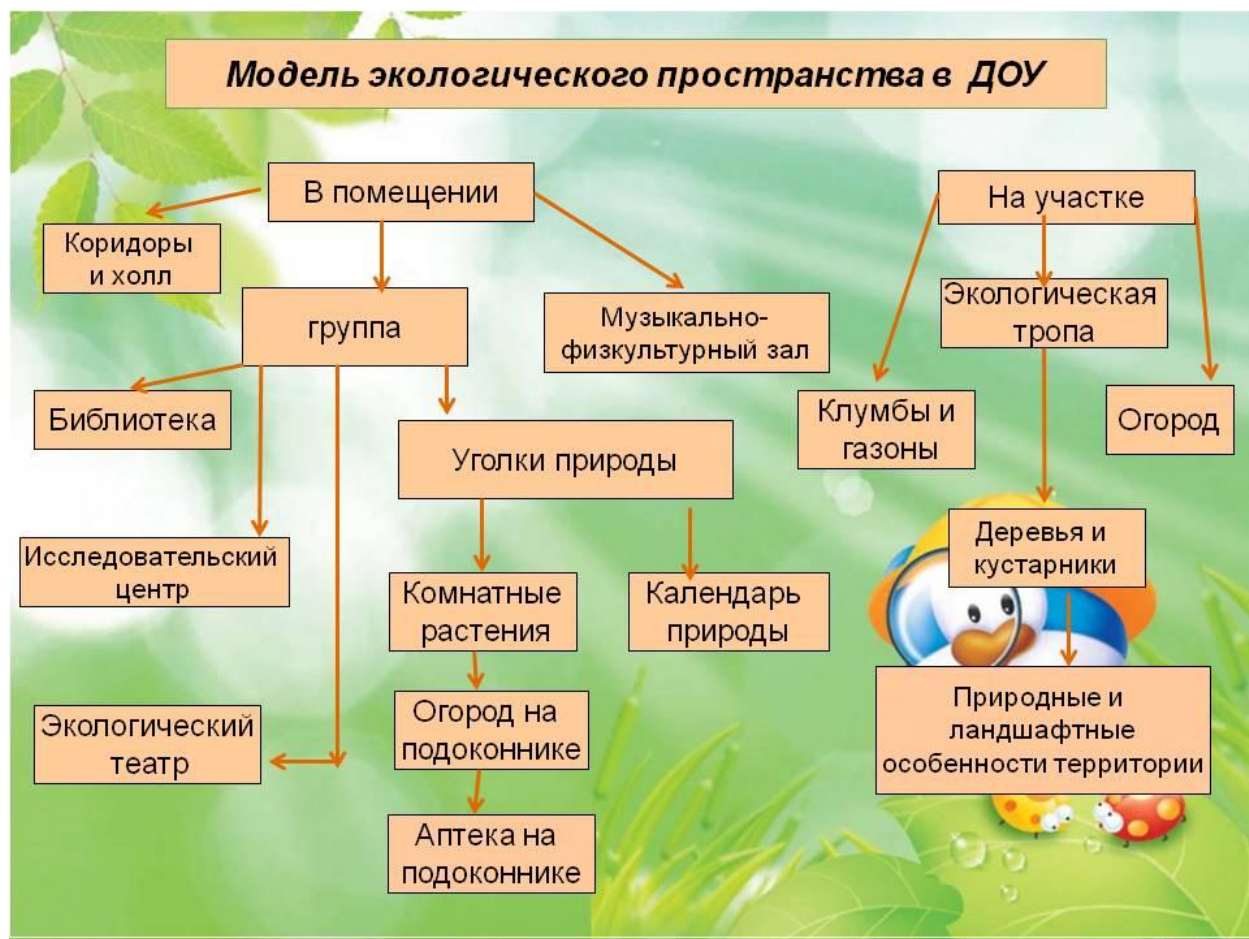 Модель экологического пространства в ДОУ
В помещении
На участке
Коридоры
и холл
группа
Музыкально-
физкультурный зал
Экологическая
тропа
Библиотека
Уголки природы
Клумбы и
газоны
Огород
Исследовательский
центр
Комнатные
растения
Календарь
природы
Деревья и
кустарники
Экологический
театр
Огород на
подоконнике
Природные и
ландшафтные
особенности территории
Аптека на
подоконнике